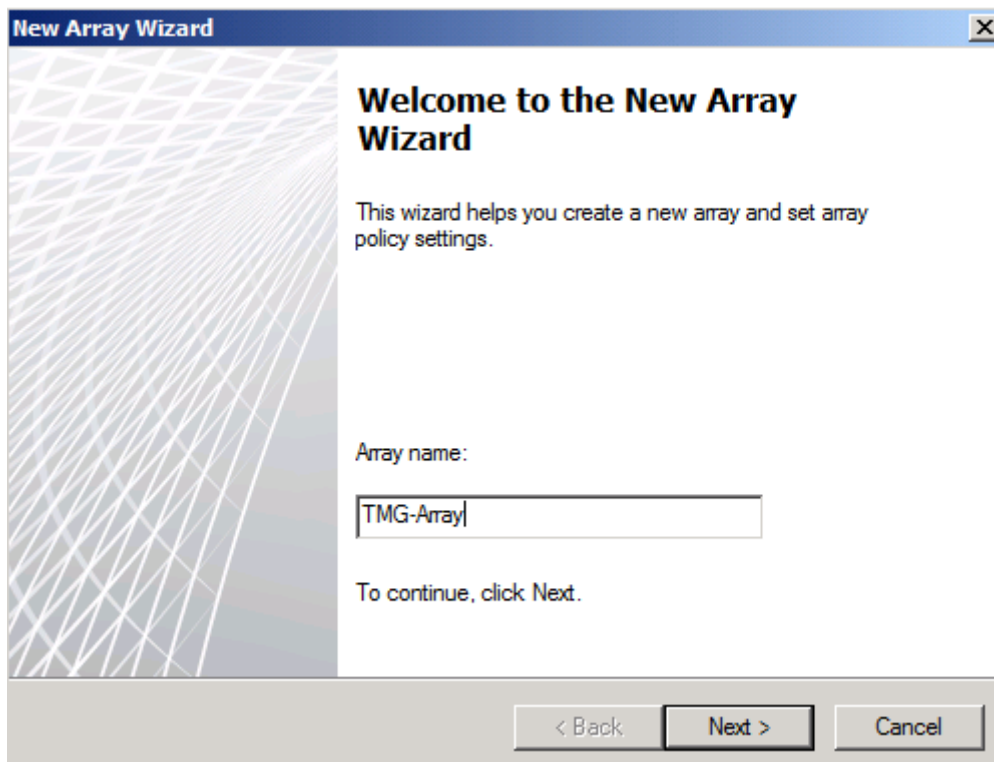 New Array Wizard
Welcome to the New Array
Wizard
This wizard helps you create a new array and set array
policy settings.
Array name:
TMG-Array
To continue, click Next.
< Back
Next >
Cancel